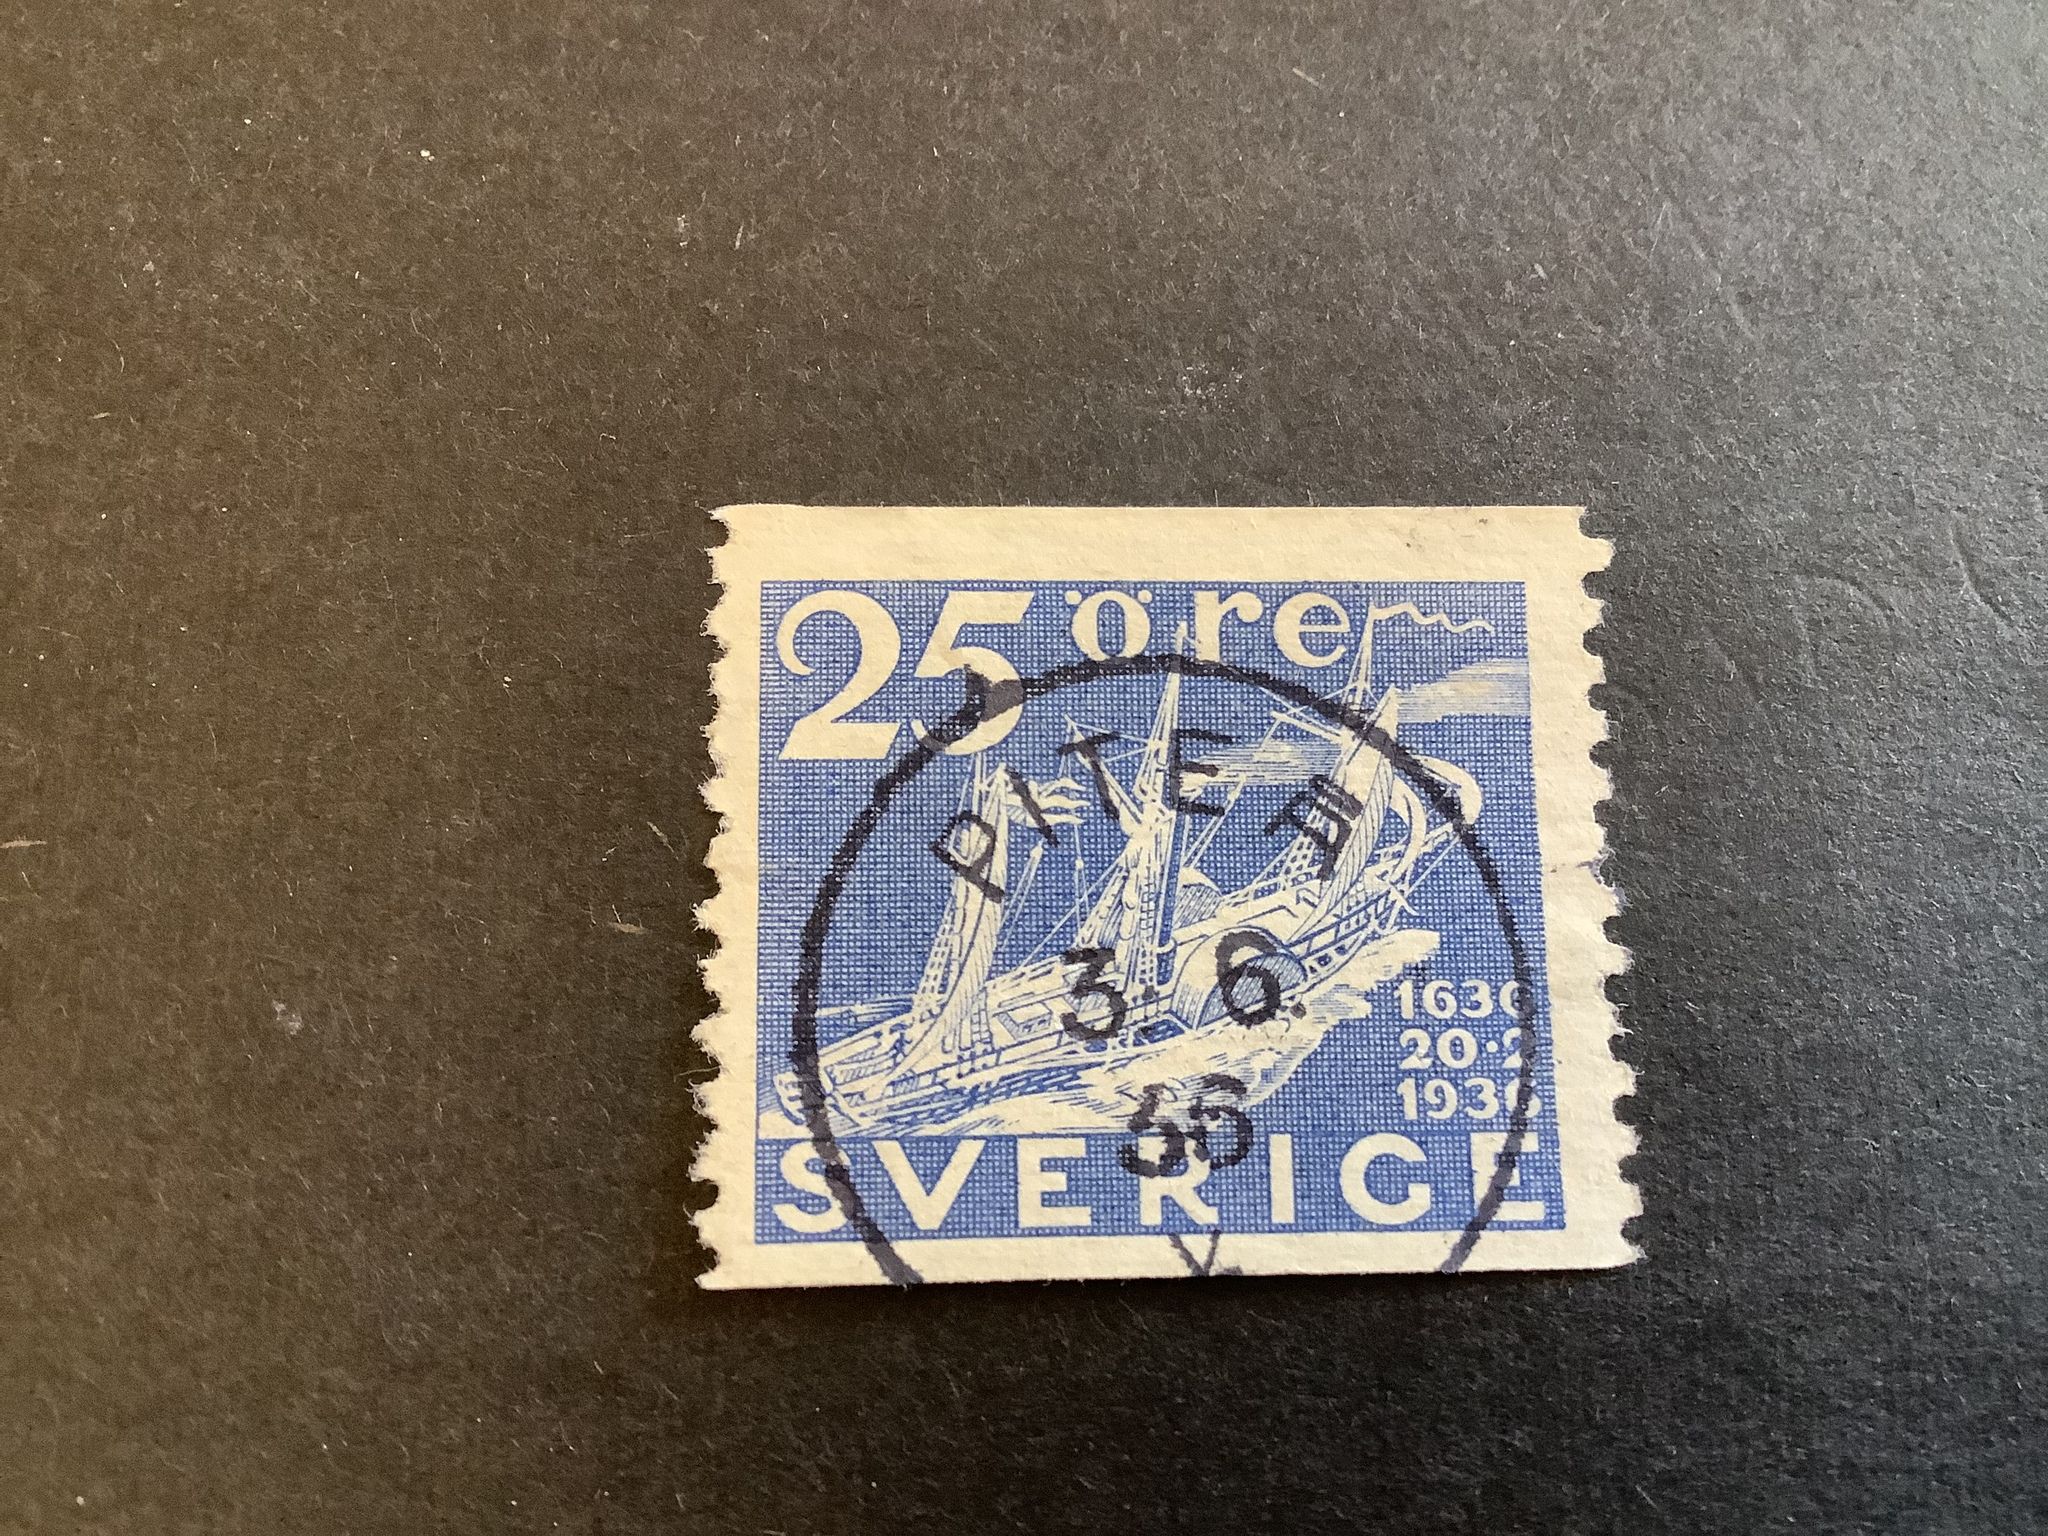 25 öre
PITEÅ
3. 6.
36
1636
20·2
1936
SVERIGE